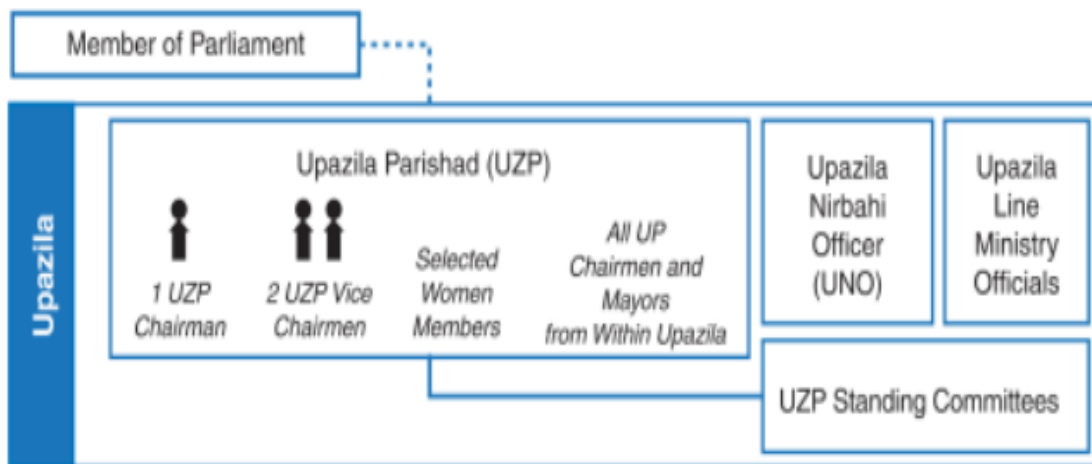 Member of Parliament
Upazila
Upazila Parishad (UZP)
1 UZP
Chairman
2 UZP Vice
Chairmen
Selected
Women
Members
All UP
Chairmen and
Mayors
from Within Upazila
Upazila
Nirbahi
Officer
(UNO)
Upazila
Line
Ministry
Officials
UZP Standing Committees